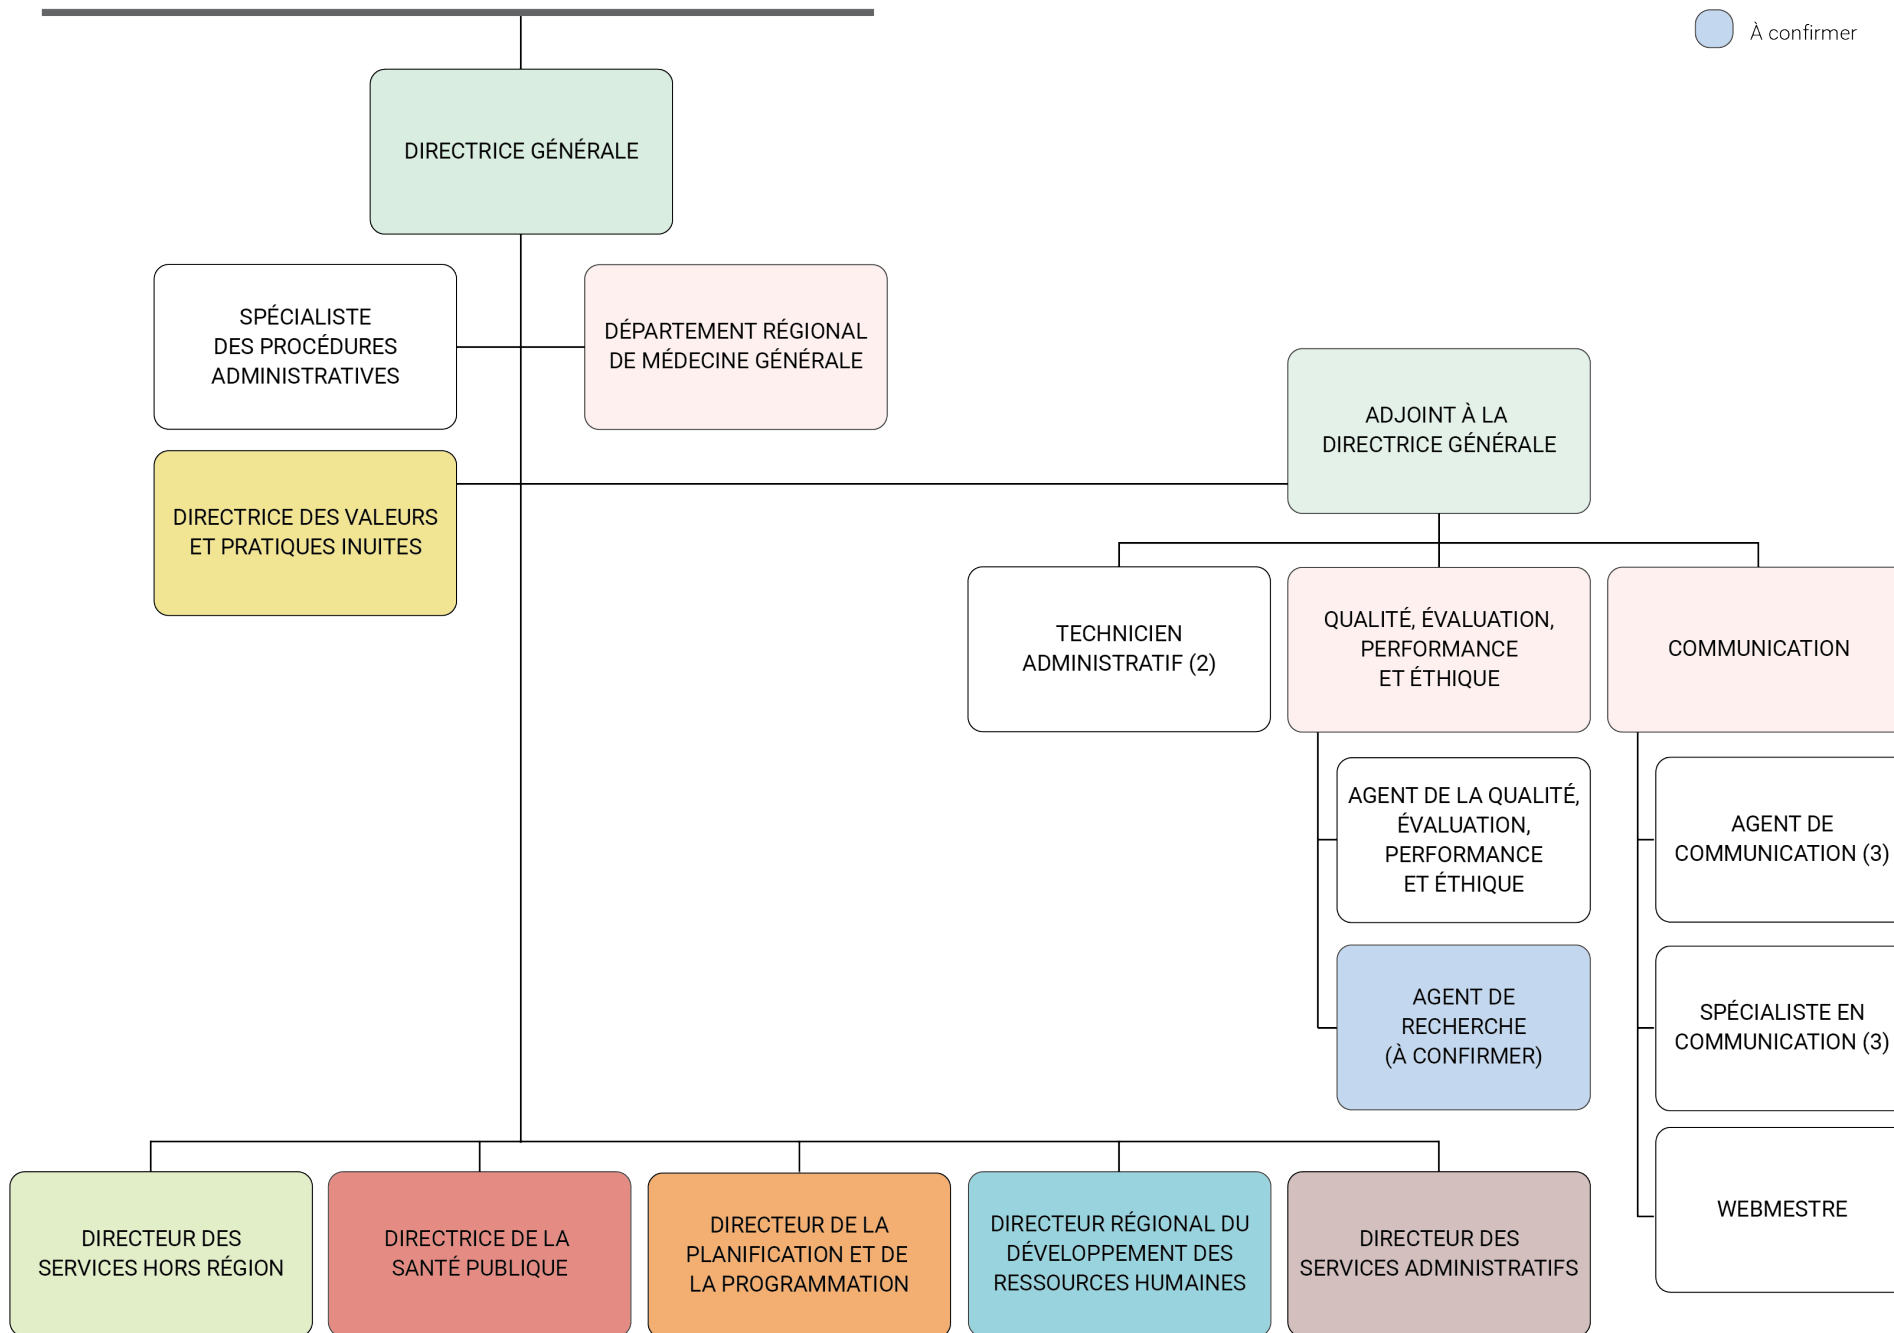 À confirmer
DIRECTRICE GÉNÉRALE
SPÉCIALISTE
DES PROCÉDURES
ADMINISTRATIVES
DÉPARTEMENT RÉGIONAL
DE MÉDECINE GÉNÉRALE
ADJOINT À LA
DIRECTRICE GÉNÉRALE
DIRECTRICE DES VALEURS
ET PRATIQUES INUITES
TECHNICIEN
ADMINISTRATIF (2)
QUALITÉ, ÉVALUATION,
PERFORMANCE
ET ÉTHIQUE
COMMUNICATION
AGENT DE LA QUALITÉ,
ÉVALUATION,
PERFORMANCE
ET ÉTHIQUE
AGENT DE
COMMUNICATION (3)
AGENT DE
RECHERCHE
(À CONFIRMER)
SPÉCIALISTE EN
COMMUNICATION (3)
WEBMESTRE
DIRECTEUR DES
SERVICES HORS RÉGION
DIRECTRICE DE LA
SANTÉ PUBLIQUE
DIRECTEUR DE LA
PLANIFICATION ET DE
LA PROGRAMMATION
DIRECTEUR RÉGIONAL DU
DÉVELOPPEMENT DES
RESSOURCES HUMAINES
DIRECTEUR DES
SERVICES ADMINISTRATIFS